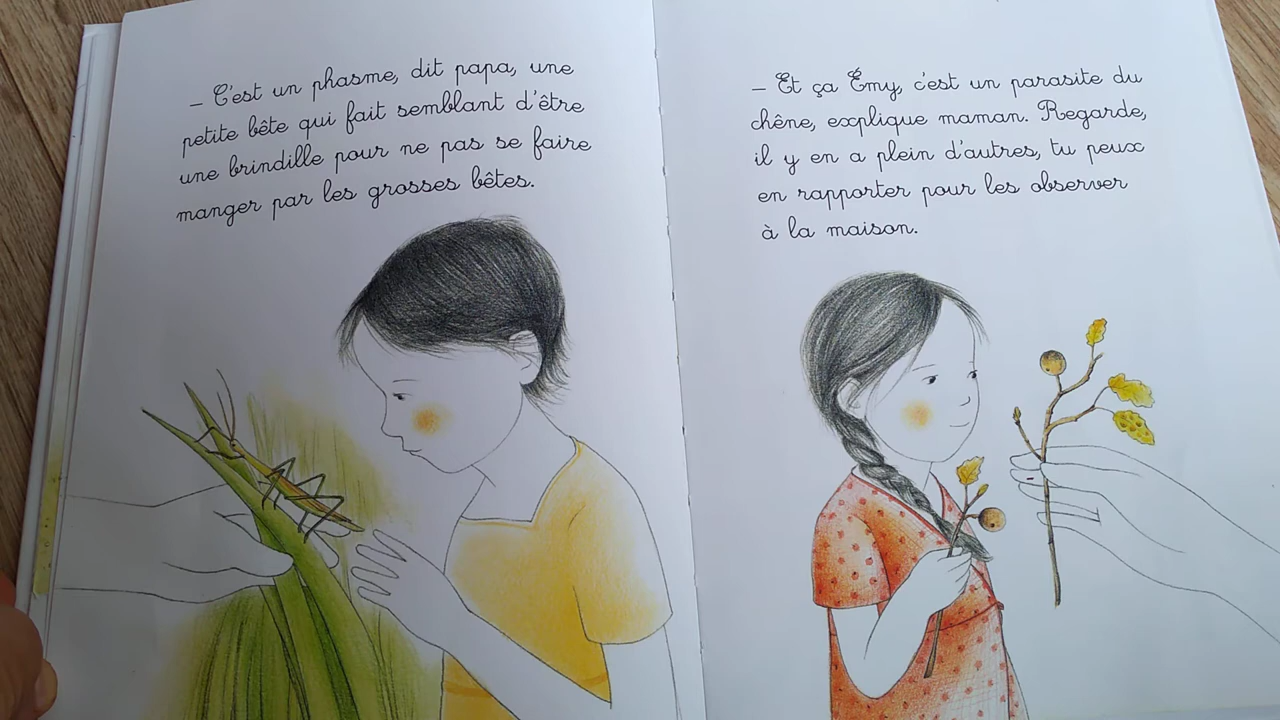 – C'est un phasme, dit papa, une
petite bête qui fait semblant d'être
une brindille pour ne pas se faire
manger par les grosses bêtes.
– Et ça Émy, c'est un parasite du
chêne, explique maman. Regarde,
il y en a plein d'autres, tu peux
en rapporter pour les observer
à la maison.